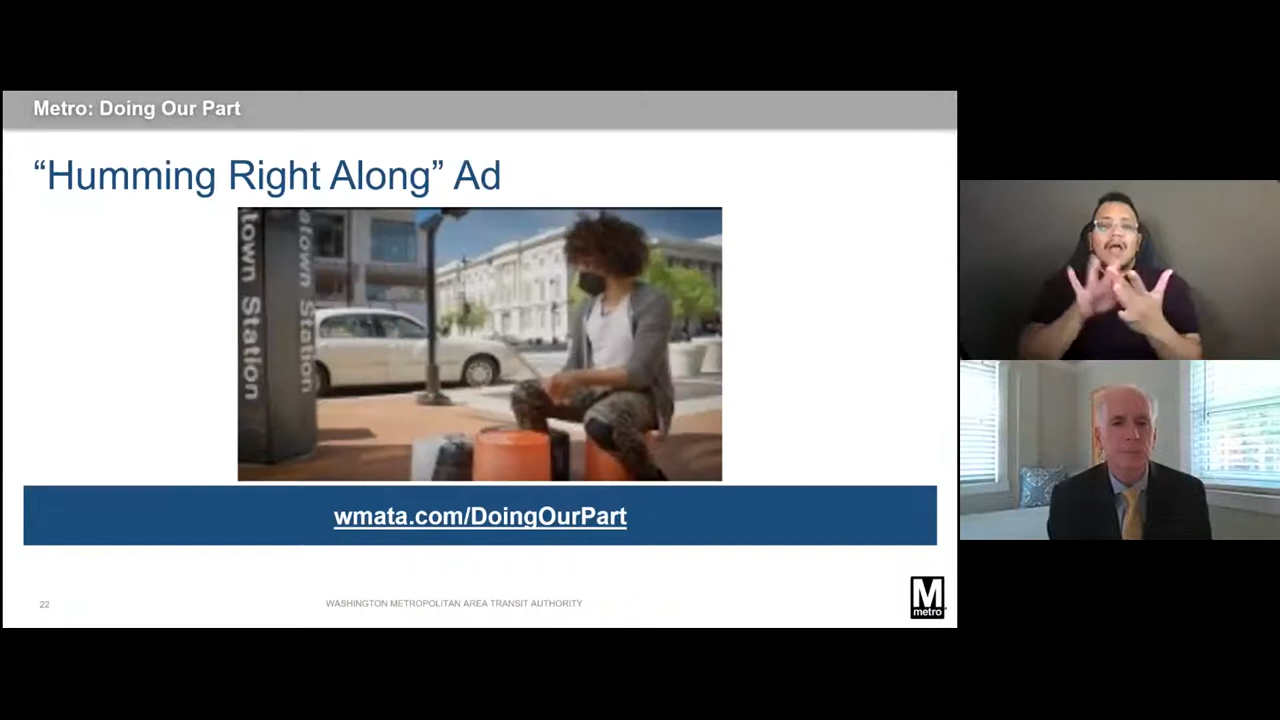 Metro: Doing Our Part
“Humming Right Along” Ad
town Station
atown Station
wmata.com/DoingOurPart
22
WASHINGTON METROPOLITAN AREA TRANSIT AUTHORITY
M
metro